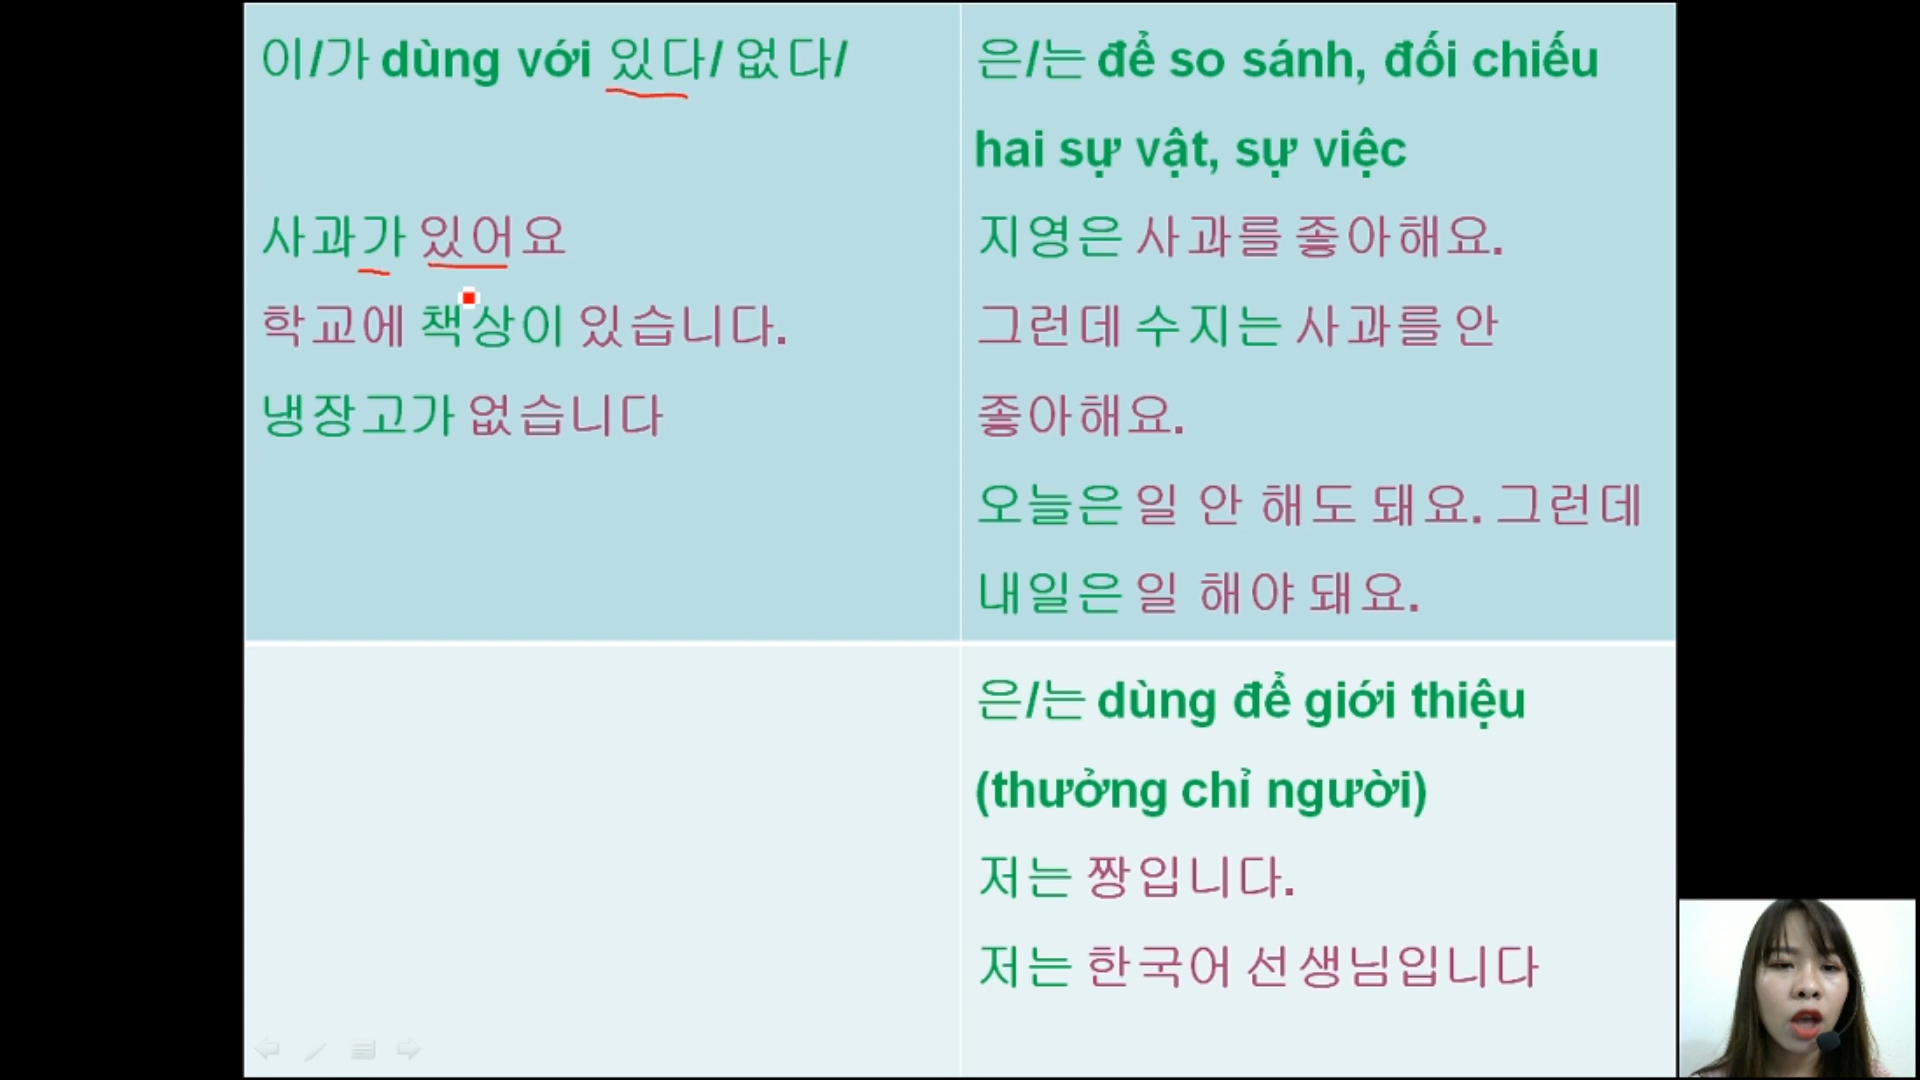 이/가 dùng với 있다/ 없다/
사과가 있어요
학교에 책상이 있습니다.
냉장고가 없습니다
은/는 để so sánh, đối chiếu
hai sự vật, sự việc
지영은 사과를 좋아해요.
그런데 수지는 사과를 안
좋아해요.
오늘은 일 안 해도 돼요. 그런데
내일은 일 해야 돼요.
은/는 dùng để giới thiệu
(thưởng chỉ người)
저는 짱입니다.
저는 한국어 선생님입니다